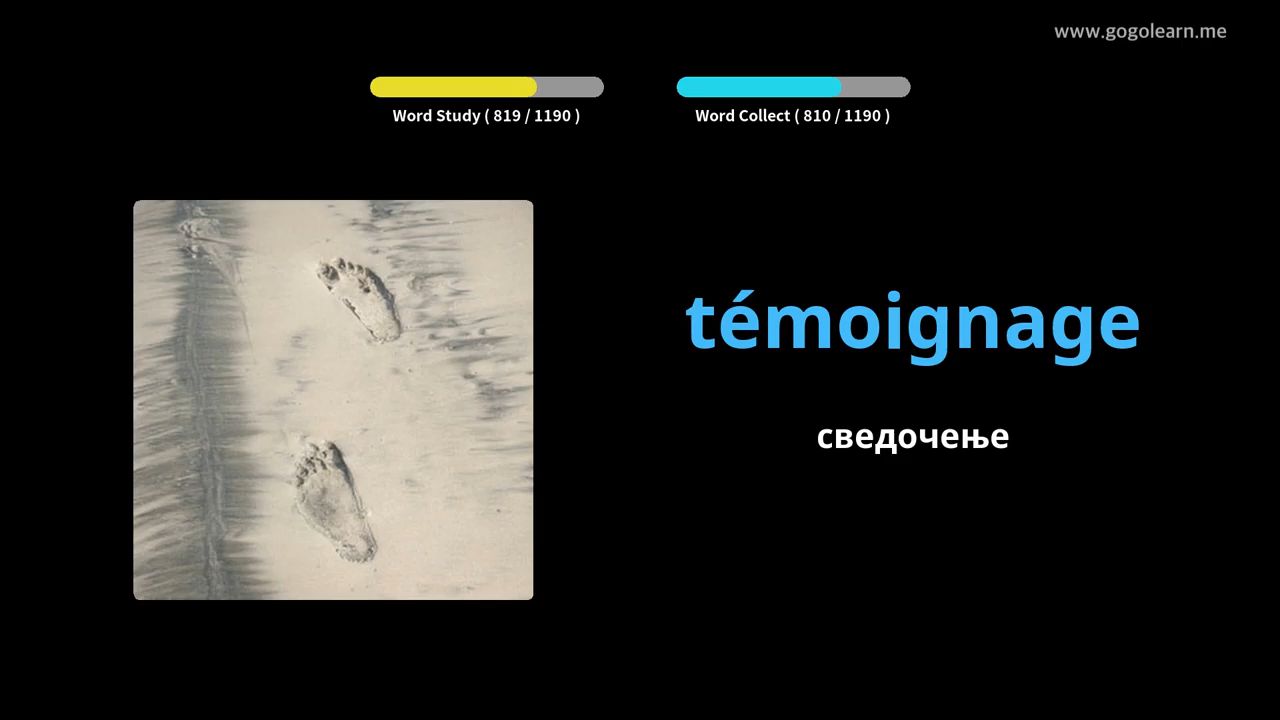 www.gogolearn.me
Word Study ( 819 / 1190 )
Word Collect ( 810 / 1190 )
témoignage
сведочење